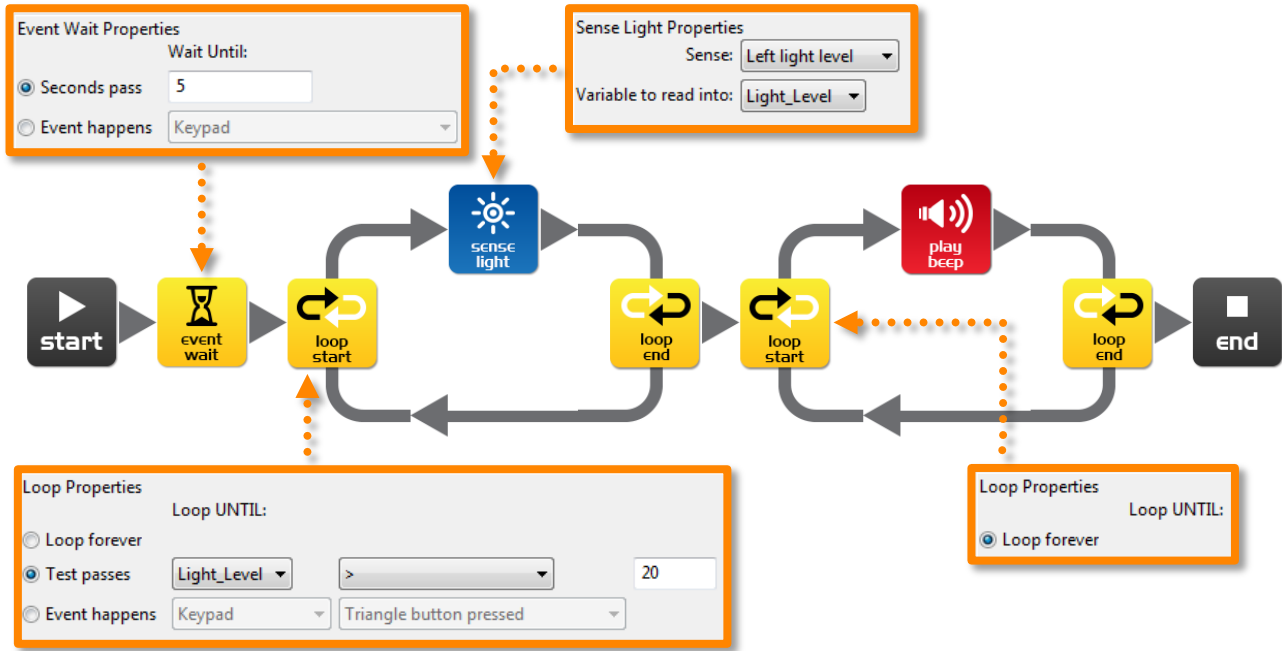 Event Wait Properties
Wait Until:
Seconds pass 5
Event happens Keypad
Sense Light Properties
Sense: Left light level
Variable to read into: Light_Level
start
event
wait
loop
start
sense
light
loop
end
loop
start
play
beep
loop
end
end
Loop Properties
Loop UNTIL:
Loop forever
Test passes Light_Level > 20
Event happens Keypad Triangle button pressed
Loop Properties
Loop UNTIL:
Loop forever